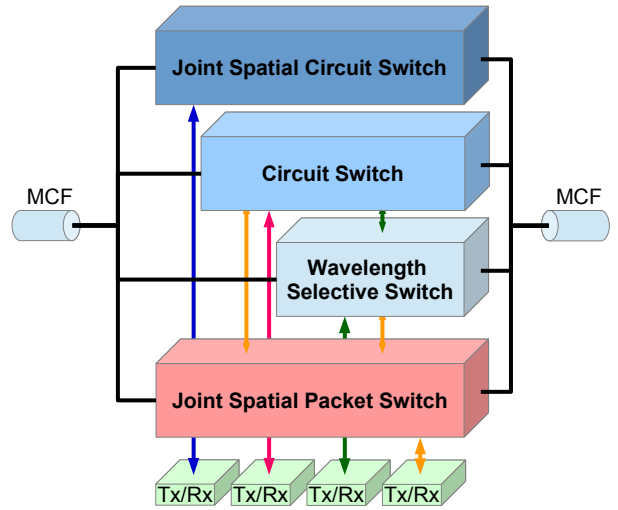 Joint Spatial Circuit Switch
Circuit Switch
MCF
MCF
Wavelength
Selective Switch
Joint Spatial Packet Switch
Tx/Rx
Tx/Rx
Tx/Rx
Tx/Rx